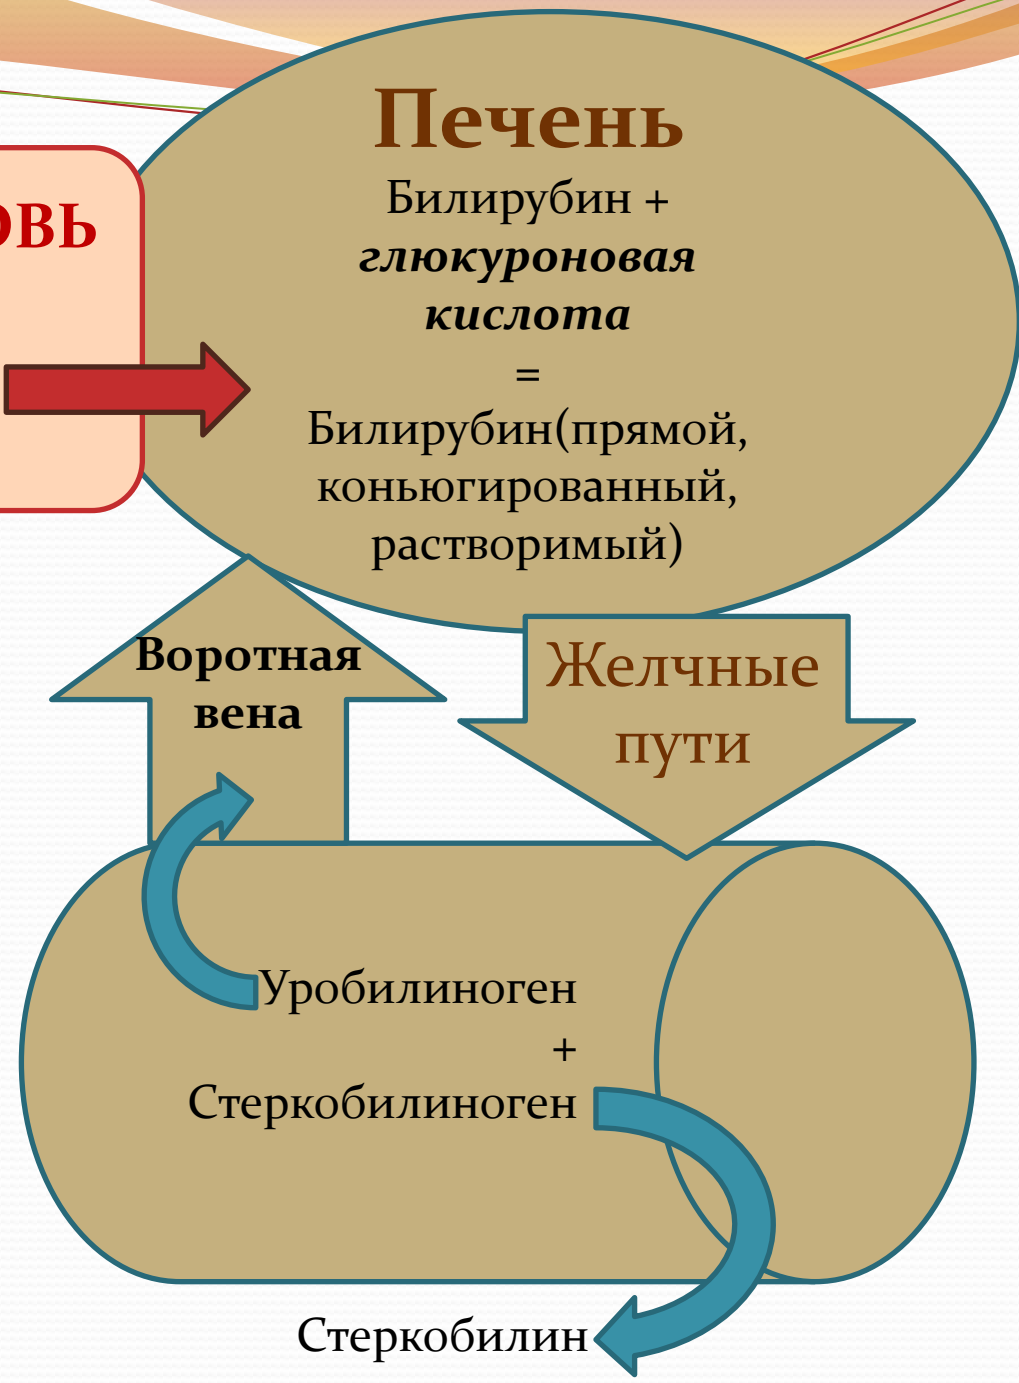 Печень
Билирубин +
глюкуроновая
кислота
=
Билирубин(прямой,
коньюгированный,
растворимый)
Воротная
вена
Желчные
пути
Уробилиноген
+
Стеркобилиноген
Стеркобилин